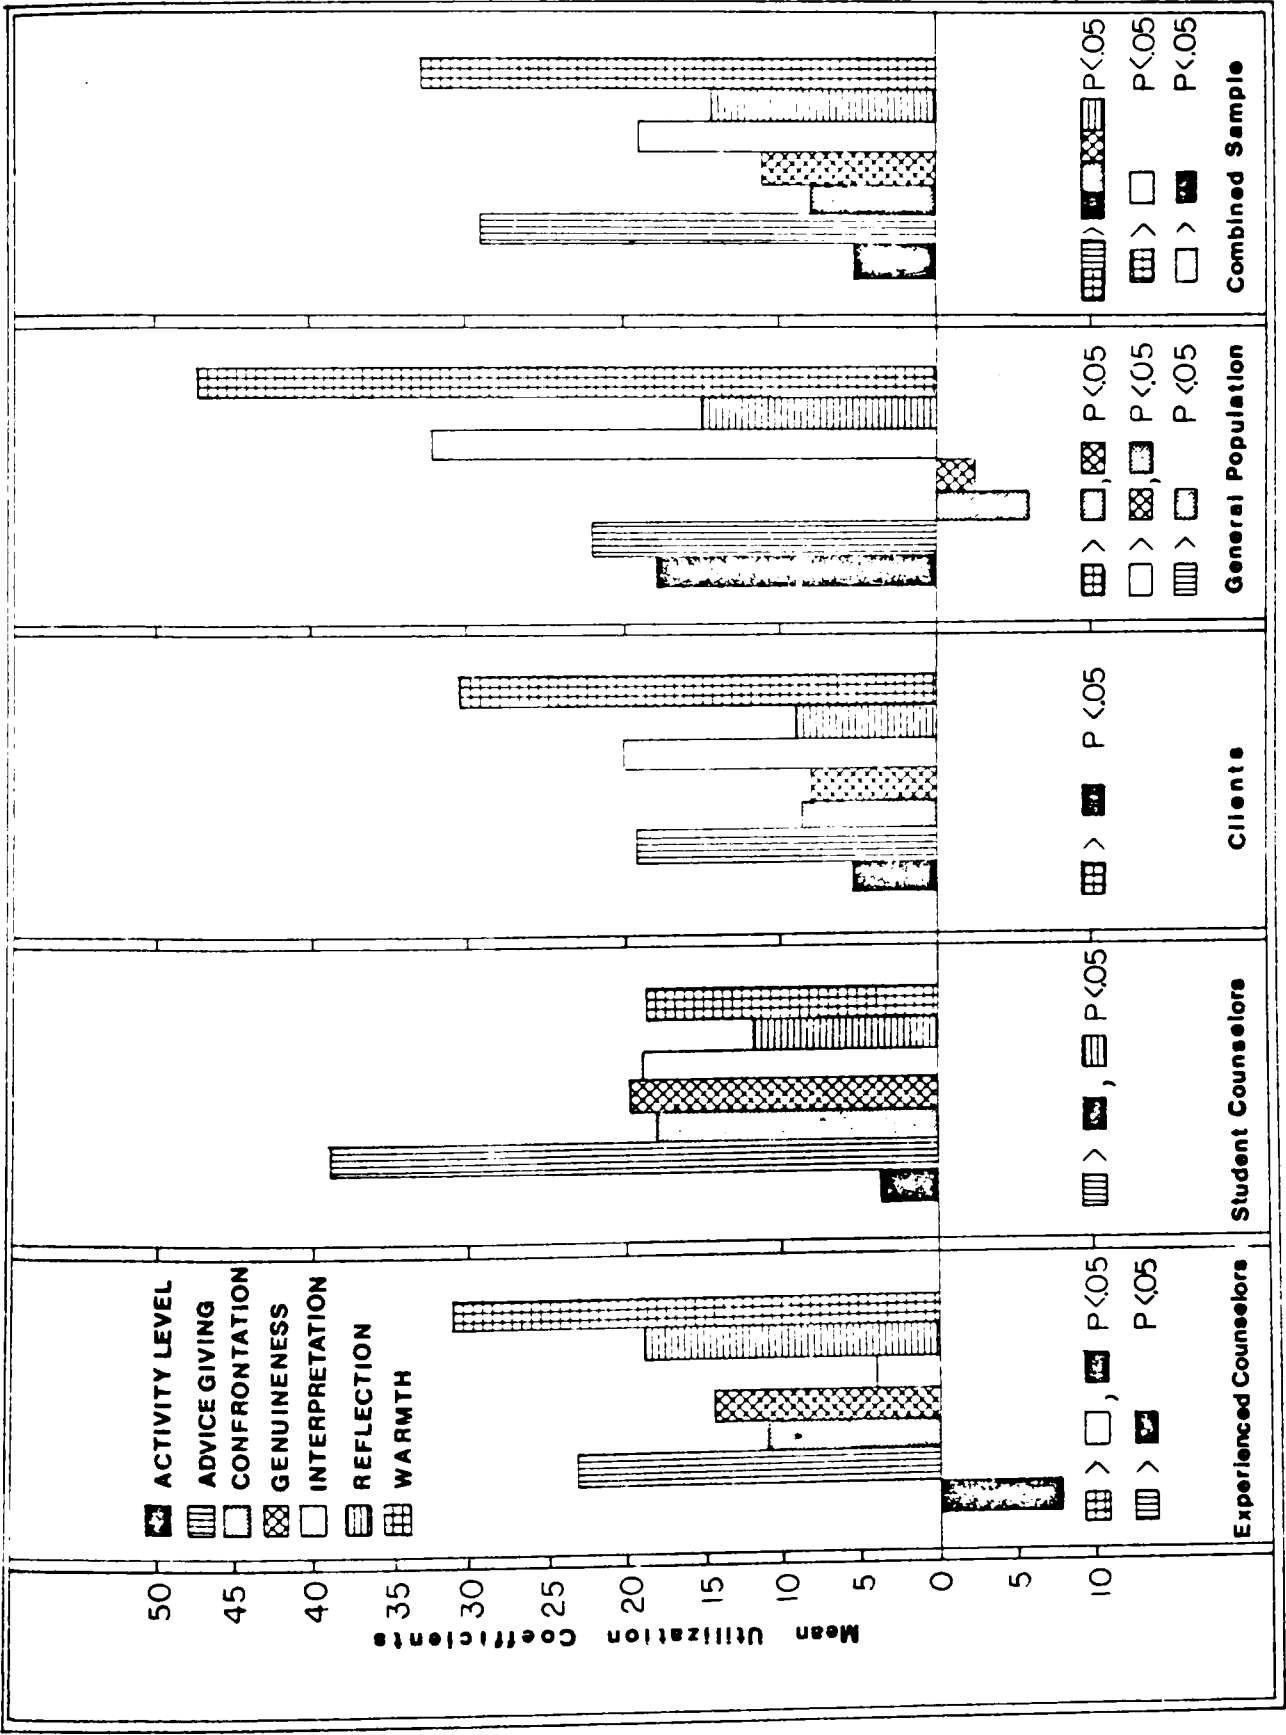 ACTIVITY LEVEL
ADVICE GIVING
CONFRONTATION
GENUINENESS
INTERPRETATION
REFLECTION
WARMTH
Mean Utilization Coefficients
50
45
40
35
30
25
20
15
10
5
0
5
10
> , P<.05
> P<.05
Experienced Counselors
> , P<.05
Student Counselors
> P<.05
Clients
> , P<.05
> , P<.05
> P<.05
General Population
> P<.05
> P<.05
> P<.05
Combined Sample